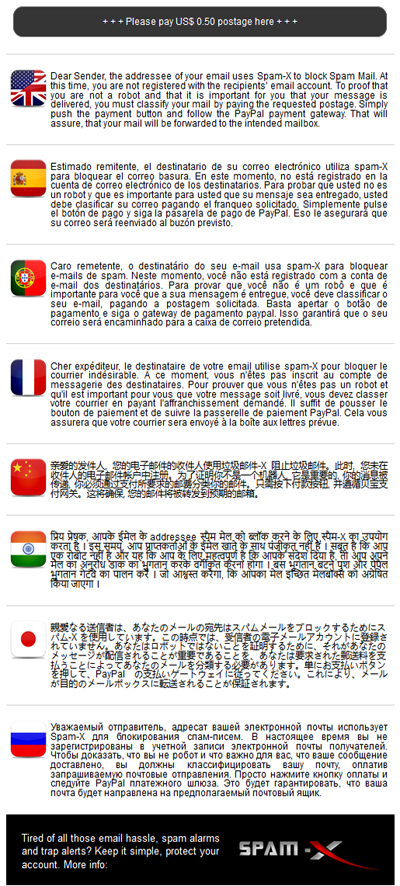 + + + Please pay US$ 0.50 postage here + + +
Dear Sender, the addressee of your email uses Spam-X to block Spam Mail. At
this time, you are not registered with the recipients' email account. To proof that
you are not a robot and that it is important for you that your message is
delivered, you must classify your mail by paying the requested postage. Simply
push the payment button and follow the PayPal payment gateway. That will
assure, that your mail will be forwarded to the intended mailbox.
Estimado remitente, el destinatario de su correo electrónico utiliza spam-X
para bloquear el correo basura. En este momento, no está registrado en la
cuenta de correo electrónico de los destinatarios. Para probar que usted no es
un robot y que es importante para usted que su mensaje sea entregado, usted
debe clasificar su correo pagando el franqueo solicitado. Simplemente pulse
el botón de pago y siga la pasarela de pago de PayPal. Eso le asegurará que
su correo será reenviado al buzón previsto.
Caro remetente, o destinatário do seu e-mail usa spam-X para bloquear
e-mails de spam. Neste momento, você não está registrado com a conta de
e-mail dos destinatários. Para provar que você não é um robô e que é
importante para você que a sua mensagem é entregue, você deve classificar o
seu e-mail, pagando a postagem solicitada. Basta apertar o botão de
pagamento e siga o gateway de pagamento paypal. Isso garantirá que o seu
correio será encaminhado para a caixa de correio pretendida.
Cher expéditeur, le destinataire de votre email utilise spam-X pour bloquer le
courrier indésirable. À ce moment, vous n'êtes pas inscrit au compte de
messagerie des destinataires. Pour prouver que vous n'êtes pas un robot et
qu'il est important pour vous que votre message soit livré, vous devez classer
votre courrier en payant l'affranchissement demandé. Il suffit de pousser le
bouton de paiement et de suivre la passerelle de paiement PayPal. Cela vous
assurera que votre courrier sera envoyé à la boîte aux lettres prévue.
亲爱的发件人, 您的电子邮件的收件人使用垃圾邮件-X 阻止垃圾邮件。此时, 您未在
收件人的电子邮件帐户中注册。为了证明你不是一个机器人, 它是重要的, 你的消息被
传递, 你必须通过支付所要求的邮寄分类你的邮件。只需按下付款按钮, 并遵循贝宝支
付网关。这将确保, 您的邮件将被转发到预期的邮箱。
प्रिय प्रेषक, आपके ईमेल के addressee स्पैम मेल को ब्लॉक करने के लिए स्पैम-X का उपयोग
करता है । इस समय, आप प्राप्तकर्ताओं के ईमेल खाते के साथ पंजीकृत नहीं हैं । सबूत है कि आप
एक रोबोट नहीं है और यह कि आप के लिए महत्वपूर्ण है कि आपके संदेश दिया है, तो आप अपने
मेल का अनुरोध डाक का भुगतान करके वर्गीकृत करना होगा । बस भुगतान बटन पुश और पेपैल
भुगतान गेटवे का पालन करें । जो आश्वस्त करेगा, कि आपका मेल इच्छित मेलबॉक्स को अग्रेषित
किया जाएगा ।
親愛なる送信者は、あなたのメールの宛先はスパムメールをブロックするためにス
パム-X を使用しています。この時点では、受信者の電子メールアカウントに登録さ
れていません。あなたはロボットではないことを証明するために、それがあなたの
メッセージが配信されることが重要であることを、あなたは要求された郵送料を支
払うことによってあなたのメールを分類する必要があります。単にお支払いボタン
を押して、PayPal の支払いゲートウェイに従ってください。これにより、メール
が目的のメールボックスに転送されることが保証されます。
Уважаемый отправитель, адресат вашей электронной почты использует
Spam-X для блокирования спам-писем. В настоящее время вы не
зарегистрированы в учетной записи электронной почты получателей.
Чтобы доказать, что вы не робот и что важно для вас, что ваше сообщение
доставлено, вы должны классифицировать вашу почту, оплатив
запрашиваемую почтовые отправления. Просто нажмите кнопку оплаты и
следуйте PayPal платежного шлюза. Это будет гарантировать, что ваша
почта будет направлена на предполагаемый почтовый ящик.
Tired of all those email hassle, spam alarms
and trap alerts? Keep it simple, protect your
account. More info:
SPAM-X